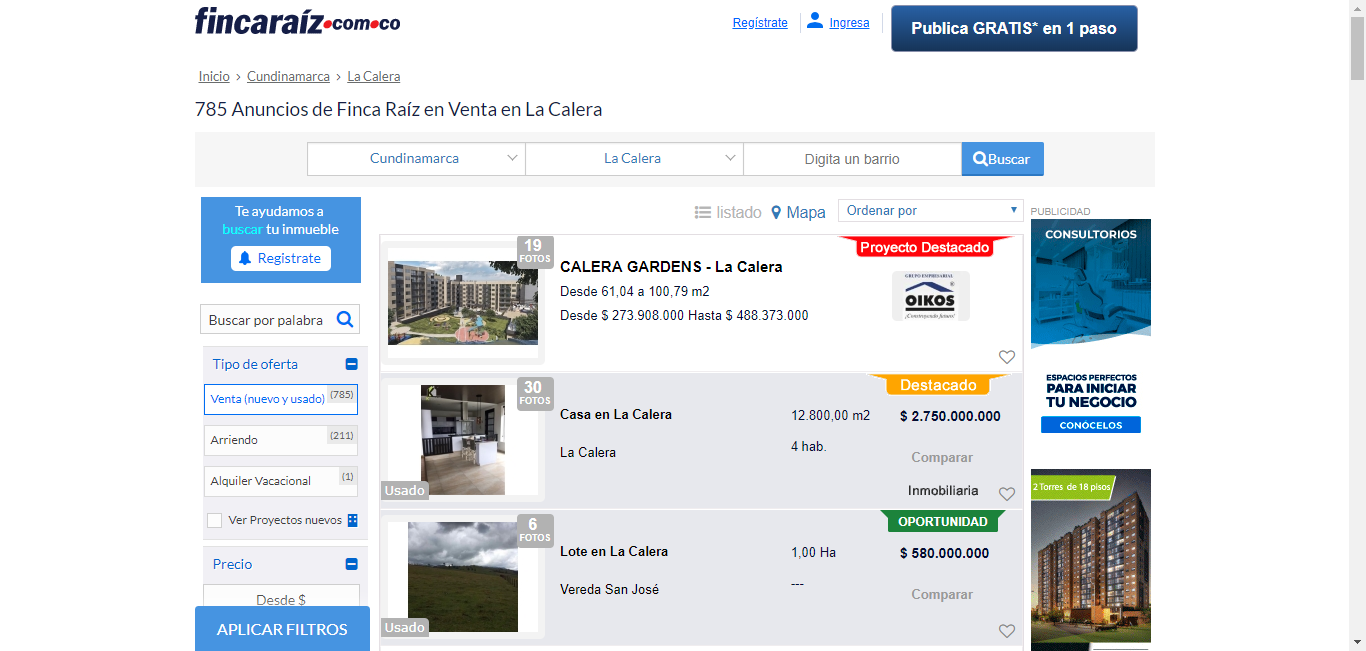 fincaraíz.com.co
Regístrate
Ingresa
Publica GRATIS* en 1 paso
Inicio › Cundinamarca › La Calera
785 Anuncios de Finca Raíz en Venta en La Calera
Cundinamarca
La Calera
Digita un barrio
Buscar
Te ayudamos a
buscar tu inmueble
Registrate
listado
Mapa
Ordenar por
PUBLICIDAD
Buscar por palabra
Tipo de oferta
Venta (nuevo y usado) (785)
Arriendo (211)
Alquiler Vacacional (1)
Ver Proyectos nuevos
Precio
Desde $
APLICAR FILTROS
19
FOTOS
CALERA GARDENS - La Calera
Desde 61,04 a 100,79 m2
Desde $ 273.908.000 Hasta $ 488.373.000
Proyecto Destacado
GRUPO EMPRESARIAL
OIKOS
¡Construyendo futuro!
30
FOTOS
Usado
Casa en La Calera
La Calera
12.800,00 m2
4 hab.
Destacado
$ 2.750.000.000
Comparar
Inmobiliaria
6
FOTOS
Usado
Lote en La Calera
Vereda San José
1,00 Ha
---
OPORTUNIDAD
$ 580.000.000
Comparar
CONSULTORIOS
ESPACIOS PERFECTOS
PARA INICIAR
TU NEGOCIO
CONÓCELOS
2 Torres de 18 pisos